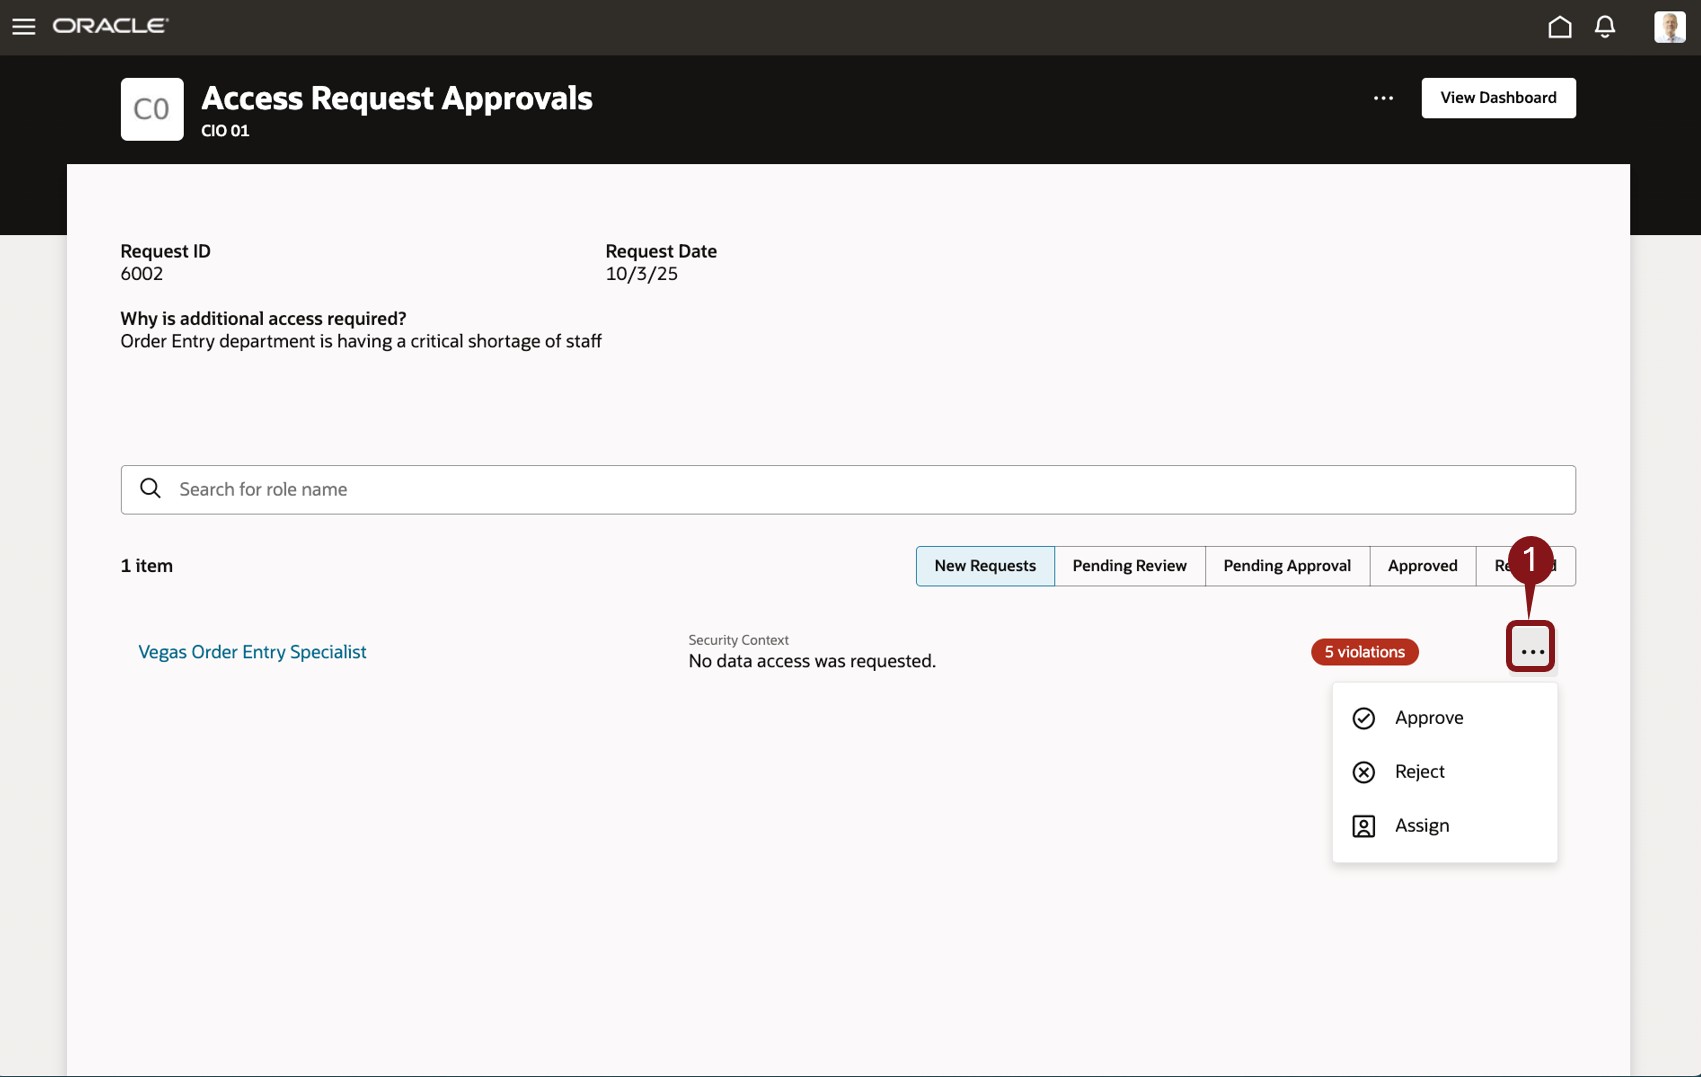 ORACLE
C0
Access Request Approvals
CIO 01
View Dashboard
Request ID
6002
Request Date
10/3/25
Why is additional access required?
Order Entry department is having a critical shortage of staff
Search for role name
1 item
New Requests
Pending Review
Pending Approval
Approved
1
Vegas Order Entry Specialist
Security Context
No data access was requested.
5 violations
Approve
Reject
Assign